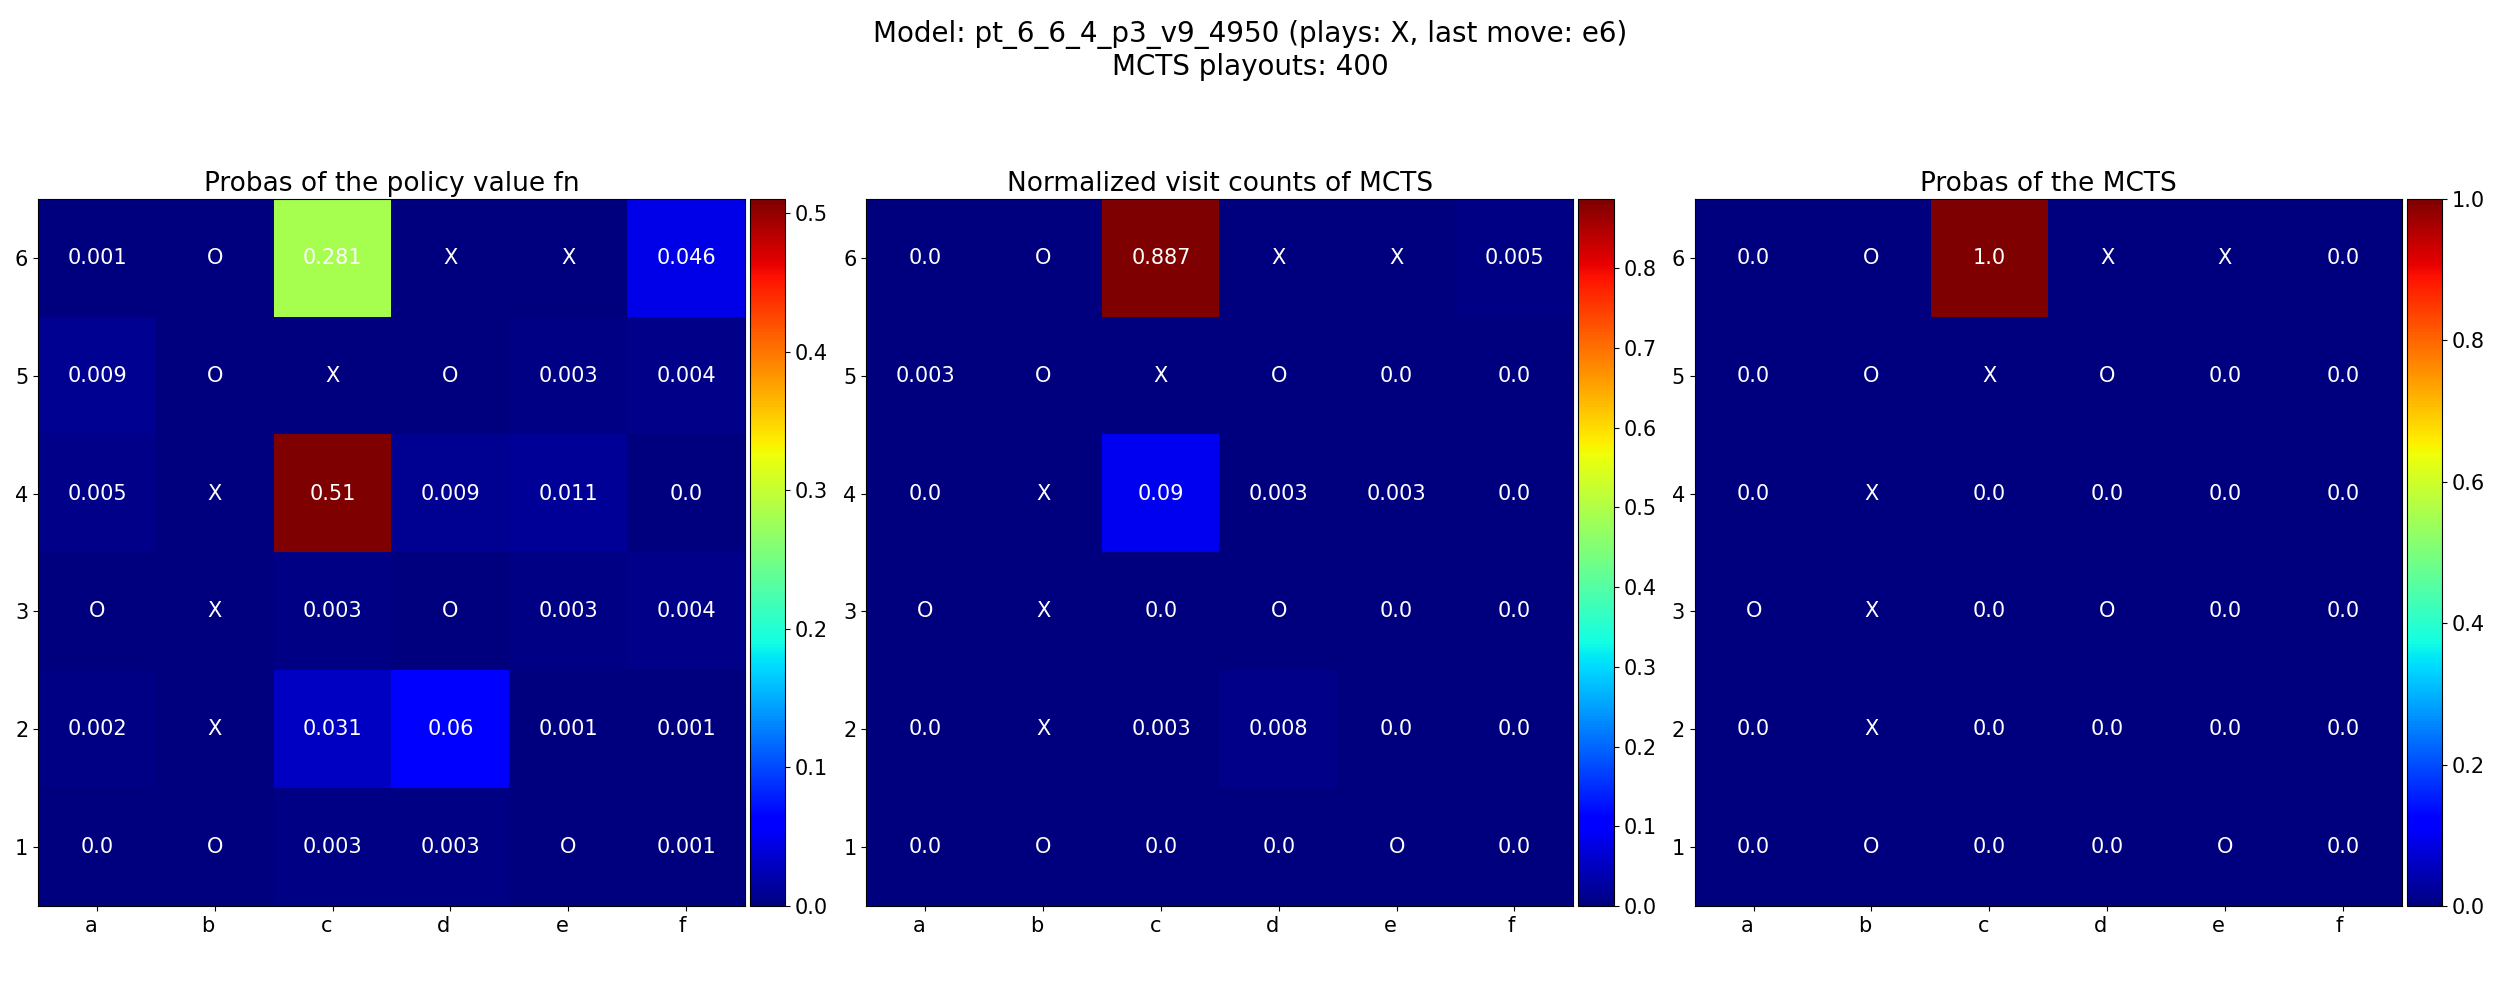 Model: pt_6_6_4_p3_v9_4950 (plays: X, last move: e6)
MCTS playouts: 400
Probas of the policy value fn
6 0.001 O 0.281 X X 0.046
5 0.009 O X O 0.003 0.004
4 0.005 X 0.51 0.009 0.011 0.0
3 O X 0.003 O 0.003 0.004
2 0.002 X 0.031 0.06 0.001 0.001
1 0.0 O 0.003 0.003 O 0.001
a b c d e f
0.5
0.4
0.3
0.2
0.1
0.0
Normalized visit counts of MCTS
6 0.0 O 0.887 X X 0.005
5 0.003 O X O 0.0 0.0
4 0.0 X 0.09 0.003 0.003 0.0
3 O X 0.0 O 0.0 0.0
2 0.0 X 0.003 0.008 0.0 0.0
1 0.0 O 0.0 0.0 O 0.0
a b c d e f
0.8
0.7
0.6
0.5
0.4
0.3
0.2
0.1
0.0
Probas of the MCTS
6 0.0 O 1.0 X X 0.0
5 0.0 O X O 0.0 0.0
4 0.0 X 0.0 0.0 0.0 0.0
3 O X 0.0 O 0.0 0.0
2 0.0 X 0.0 0.0 0.0 0.0
1 0.0 O 0.0 0.0 O 0.0
a b c d e f
1.0
0.8
0.6
0.4
0.2
0.0